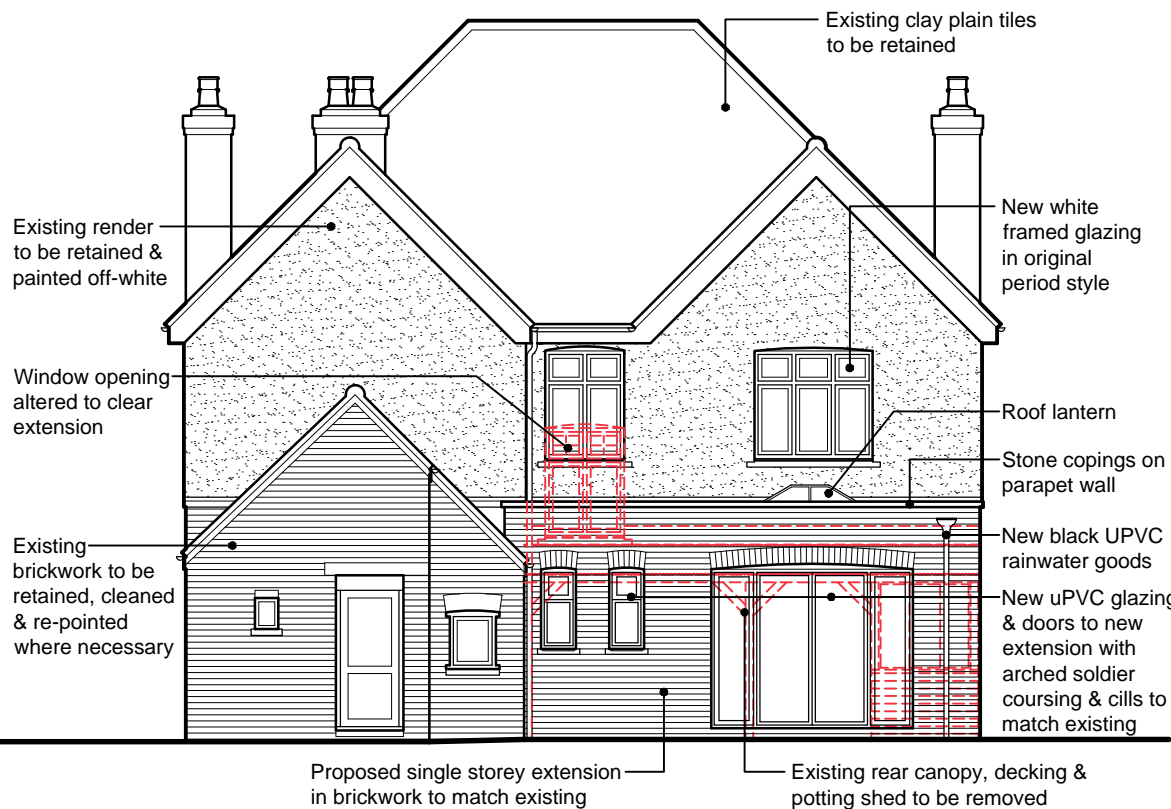 Existing clay plain tiles
to be retained
Existing render
to be retained &
painted off-white
New white
framed glazing
in original
period style
Window opening
altered to clear
extension
Roof lantern
Stone copings on
parapet wall
Existing
brickwork to be
retained, cleaned
& re-pointed
where necessary
New black UPVC
rainwater goods
New uPVC glazing
& doors to new
extension with
arched soldier
coursing & cills to
match existing
Proposed single storey extension
in brickwork to match existing
Existing rear canopy, decking &
potting shed to be removed